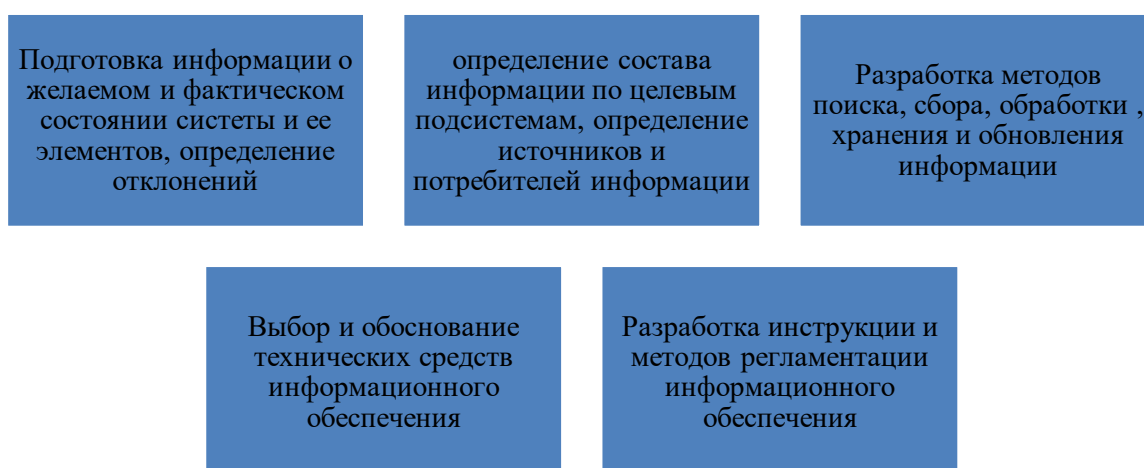 Подготовка информации о
желаемом и фактическом
состоянии систеты и ее
элементов, определение
отклонений
определение состава
информации по целевым
подсистемам, определение
источников и
потребителей информации
Разработка методов
поиска, сбора, обработки ,
хранения и обновления
информации
Выбор и обоснование
технических средств
информационного
обеспечения
Разработка инструкции и
методов регламентации
информационного
обеспечения